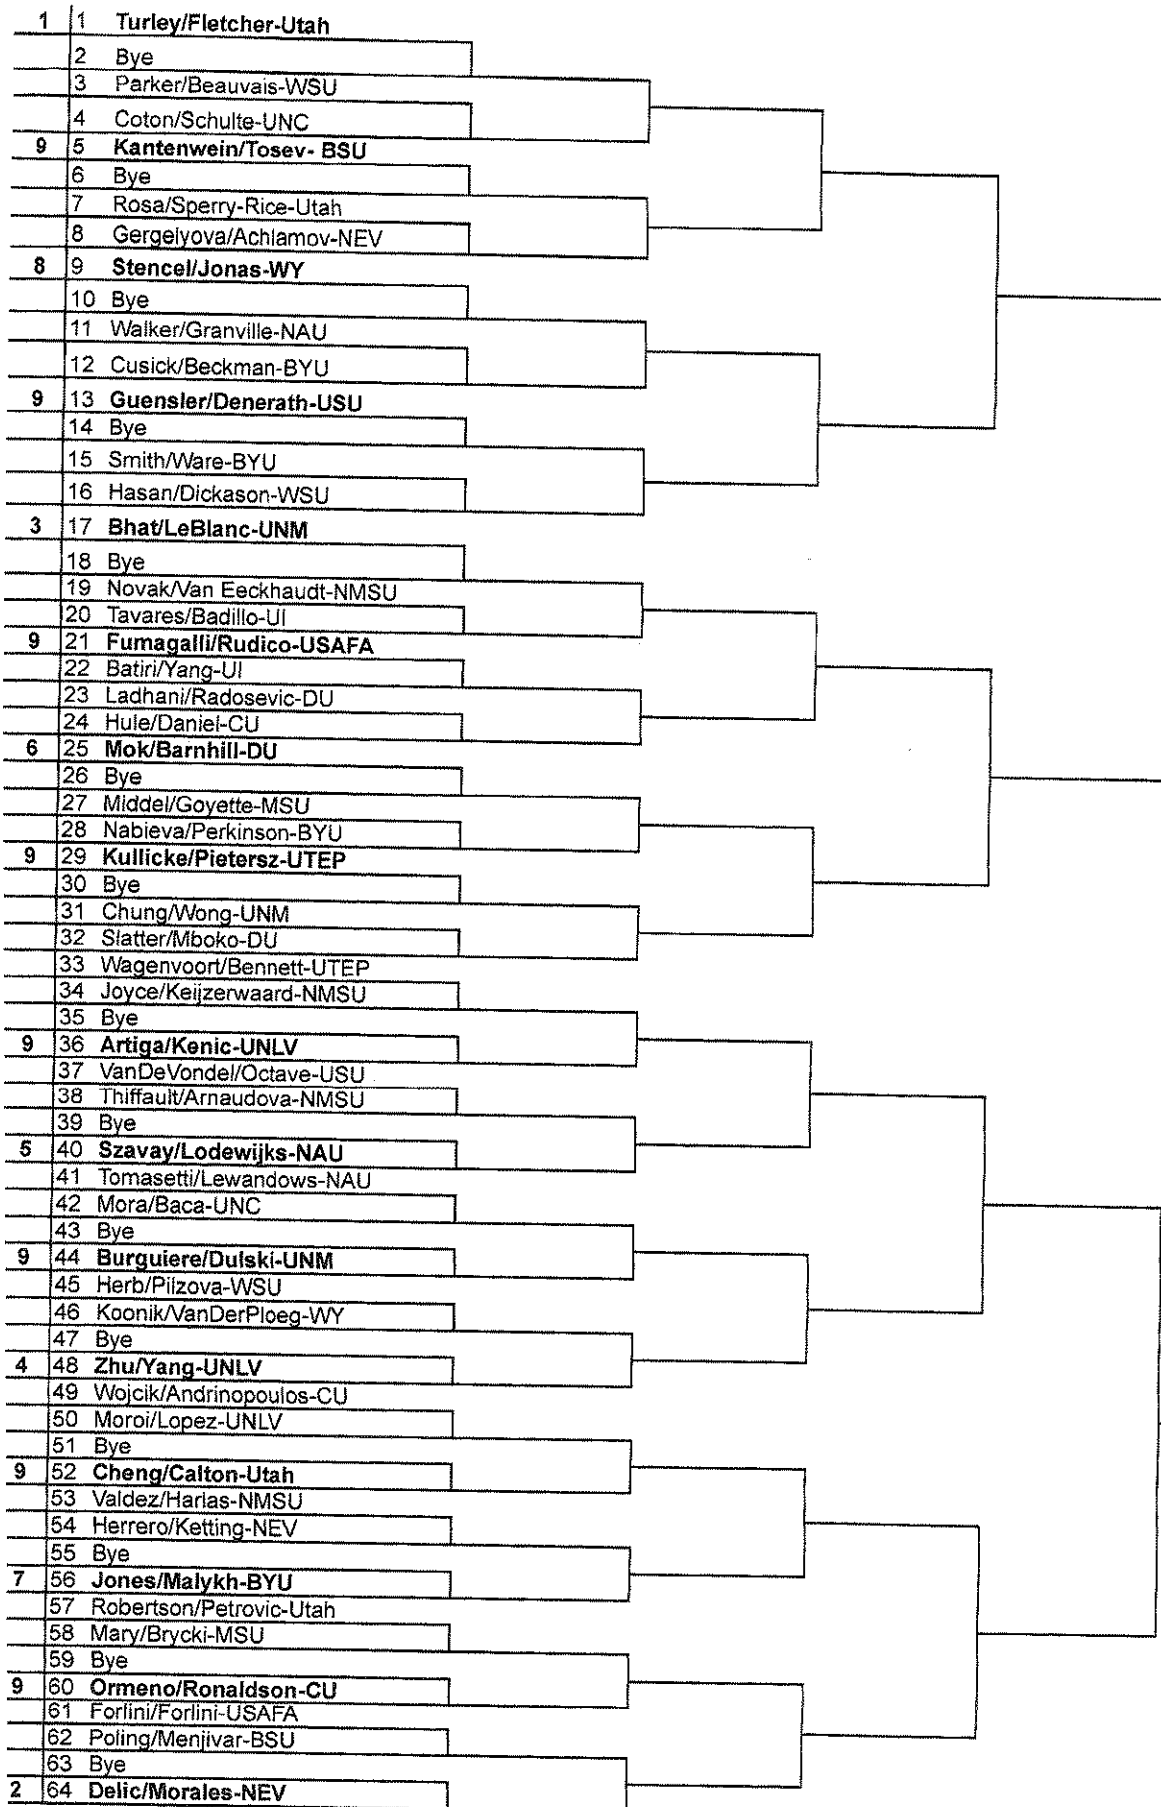 1 1 Turley/Fletcher-Utah
2 Bye
3 Parker/Beauvais-WSU
4 Coton/Schulte-UNC
9 5 Kantenwein/Tosev- BSU
6 Bye
7 Rosa/Sperry-Rice-Utah
8 Gergelyova/Achlamov-NEV
8 9 Stencel/Jonas-WY
10 Bye
11 Walker/Granville-NAU
12 Cusick/Beckman-BYU
9 13 Guensler/Denerath-USU
14 Bye
15 Smith/Ware-BYU
16 Hasan/Dickason-WSU
3 17 Bhat/LeBlanc-UNM
18 Bye
19 Novak/Van Eeckhaudt-NMSU
20 Tavares/Badillo-UI
9 21 Fumagalli/Rudico-USAFA
22 Batiri/Yang-UI
23 Ladhani/Radosevic-DU
24 Hule/Daniel-CU
6 25 Mok/Barnhill-DU
26 Bye
27 Middel/Goyette-MSU
28 Nabieva/Perkinson-BYU
9 29 Kullicke/Pietersz-UTEP
30 Bye
31 Chung/Wong-UNM
32 Slatter/Mboko-DU
33 Wagenvoort/Bennett-UTEP
34 Joyce/Keijzerwaard-NMSU
35 Bye
9 36 Artiga/Kenic-UNLV
37 VanDeVondel/Octave-USU
38 Thiffault/Arnaudova-NMSU
39 Bye
5 40 Szavay/Lodewijks-NAU
41 Tomasetti/Lewandows-NAU
42 Mora/Baca-UNC
43 Bye
9 44 Burguiere/Dulski-UNM
45 Herb/Pilzova-WSU
46 Koonik/VanDerPloeg-WY
47 Bye
4 48 Zhu/Yang-UNLV
49 Wojcik/Andrinopoulos-CU
50 Moroi/Lopez-UNLV
51 Bye
9 52 Cheng/Calton-Utah
53 Valdez/Harlas-NMSU
54 Herrero/Ketting-NEV
55 Bye
7 56 Jones/Malykh-BYU
57 Robertson/Petrovic-Utah
58 Mary/Brycki-MSU
59 Bye
9 60 Ormeno/Ronaldson-CU
61 Forlini/Forlini-USAFA
62 Poling/Menjivar-BSU
63 Bye
2 64 Delic/Morales-NEV